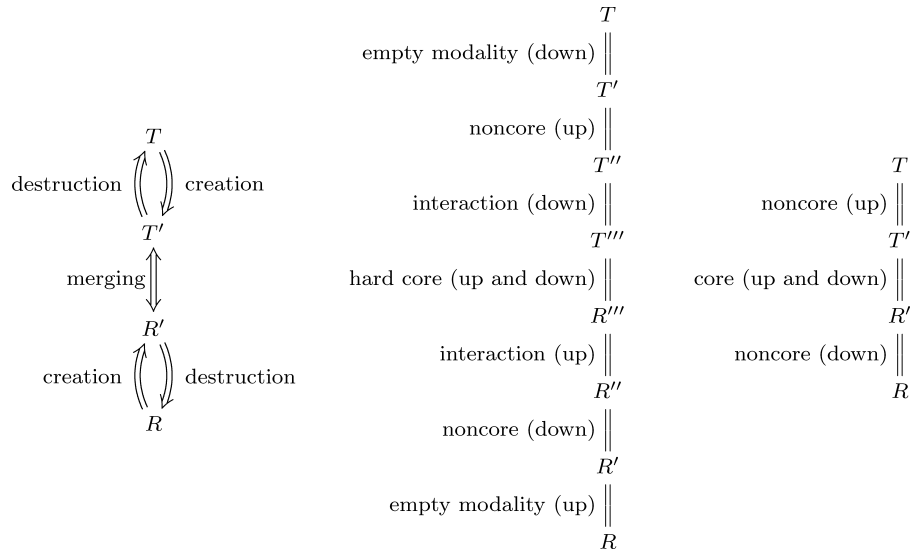 T
destruction creation
T′
merging
R′
creation destruction
R
T
empty modality (down)
T′
noncore (up)
T″
interaction (down)
T‴
hard core (up and down)
R‴
interaction (up)
R″
noncore (down)
R′
empty modality (up)
R
T
noncore (up)
T′
core (up and down)
R′
noncore (down)
R